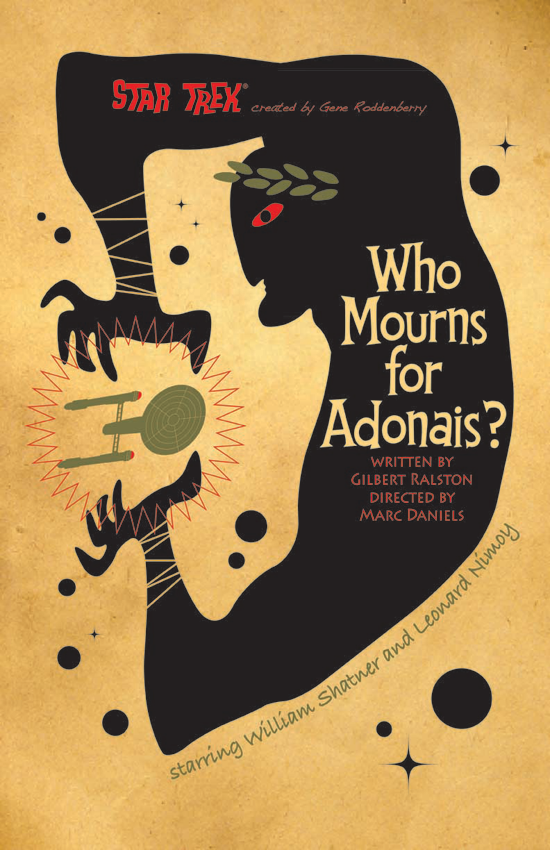 STAR TREK® created by Gene Roddenberry
Who
Mourns
for
Adonais?
WRITTEN BY
GILBERT RALSTON
DIRECTED BY
MARC DANIELS
starring William Shatner and Leonard Nimoy